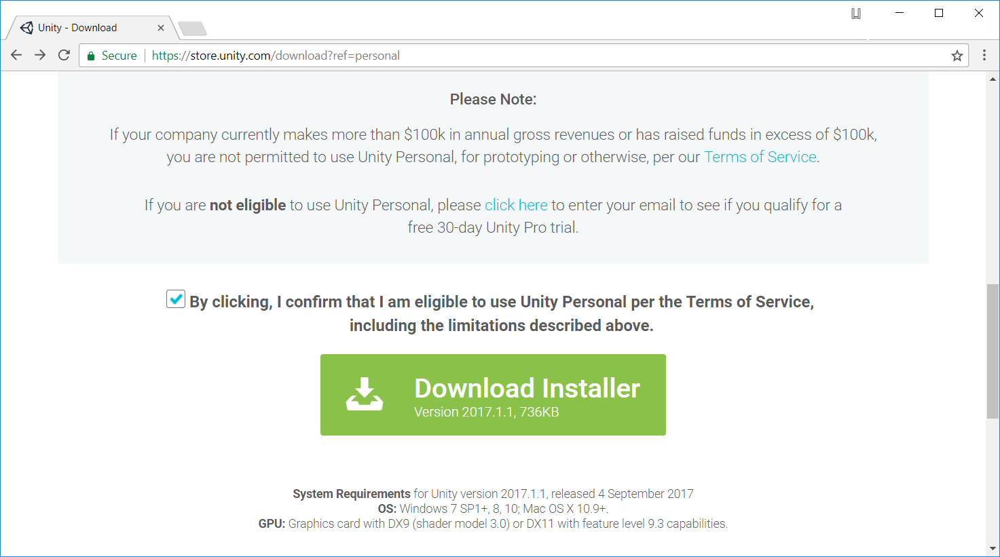 Unity - Download
Secure
https://store.unity.com/download?ref=personal
Please Note:
If your company currently makes more than $100k in annual gross revenues or has raised funds in excess of $100k,
you are not permitted to use Unity Personal, for prototyping or otherwise, per our Terms of Service.
If you are not eligible to use Unity Personal, please click here to enter your email to see if you qualify for a
free 30-day Unity Pro trial.
By clicking, I confirm that I am eligible to use Unity Personal per the Terms of Service,
including the limitations described above.
Download Installer
Version 2017.1.1, 736KB
System Requirements for Unity version 2017.1.1, released 4 September 2017
OS: Windows 7 SP1+, 8, 10; Mac OS X 10.9+.
GPU: Graphics card with DX9 (shader model 3.0) or DX11 with feature level 9.3 capabilities.